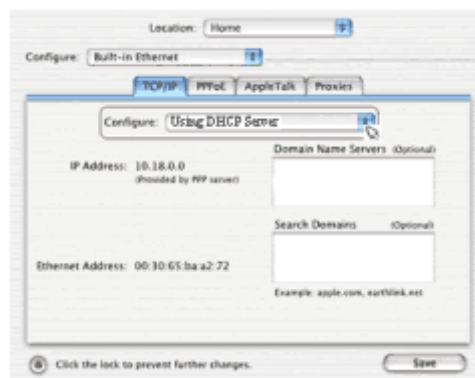 Location: Home
Configure: Built-in Ethernet
TCP/IP PPPoE AppleTalk Proxies
Configure: Using DHCP Server
Domain Name Servers (Optional)
IP Address: 10.18.0.0
(Provided by PPP server)
Search Domains (Optional)
Ethernet Address: 00:30:65:ba:a2:72
Example: apple.com, earthlink.net
Click the lock to prevent further changes.
Save